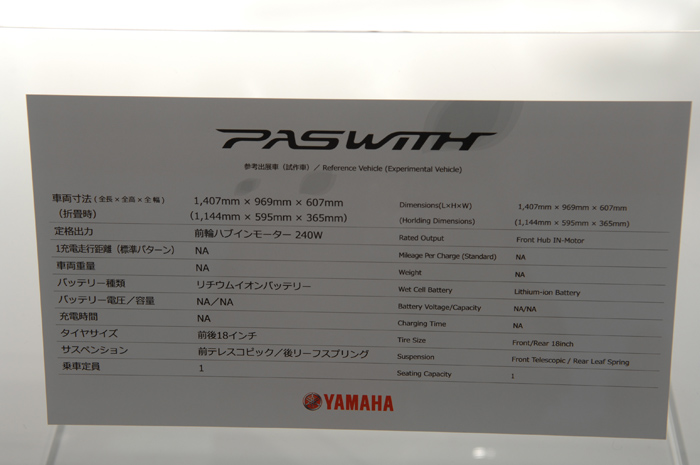 PAS WITH
参考出展車（試作車）／ Reference Vehicle (Experimental Vehicle)
車両寸法（全長×全高×全幅） 1,407mm × 969mm × 607mm
（折畳時） （1,144mm × 595mm × 365mm）
定格出力 前輪ハブインモーター 240W
1充電走行距離（標準パターン） NA
車両重量 NA
バッテリー種類 リチウムイオンバッテリー
バッテリー電圧／容量 NA／NA
充電時間 NA
タイヤサイズ 前後18インチ
サスペンション 前テレスコピック／後リーフスプリング
乗車定員 1
Dimensions(L×H×W) 1,407mm × 969mm × 607mm
(Horlding Dimensions) (1,144mm × 595mm × 365mm)
Rated Output Front Hub IN-Motor
Mileage Per Charge (Standard) NA
Weight NA
Wet Cell Battery Lithium-ion Battery
Battery Voltage/Capacity NA/NA
Charging Time NA
Tire Size Front/Rear 18inch
Suspension Front Telescopic / Rear Leaf Spring
Seating Capacity 1
YAMAHA